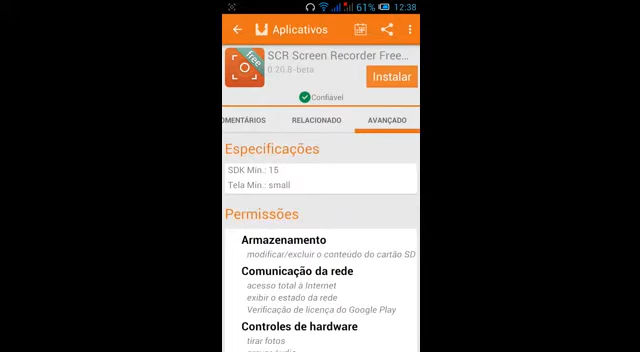 61% 12:38
Aplicativos
free
SCR Screen Recorder Free...
0.20.8-beta
Instalar
Confiável
OMENTÁRIOS RELACIONADO AVANÇADO
Especificações
SDK Min.: 15
Tela Min.: small
Permissões
Armazenamento
modificar/excluir o conteúdo do cartão SD
Comunicação da rede
acesso total à Internet
exibir o estado da rede
Verificação de licença do Google Play
Controles de hardware
tirar fotos